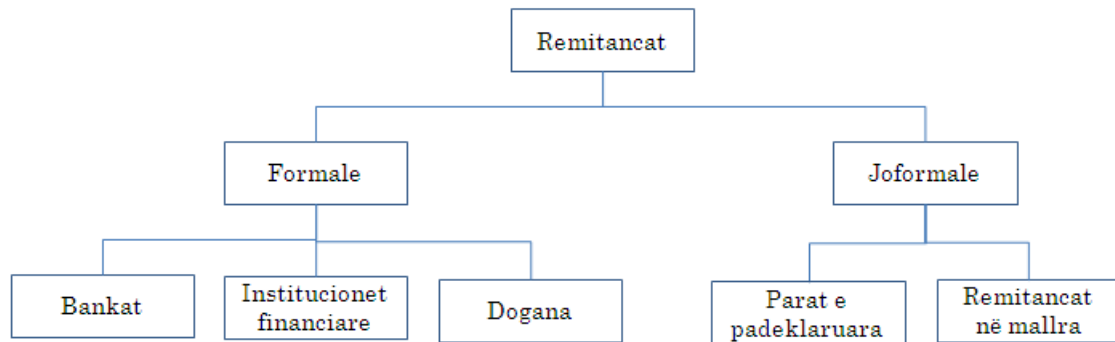 Remitancat
Formale
Joformale
Bankat
Institucionet
financiare
Dogana
Parat e
padeklaruara
Remitancat
në mallra